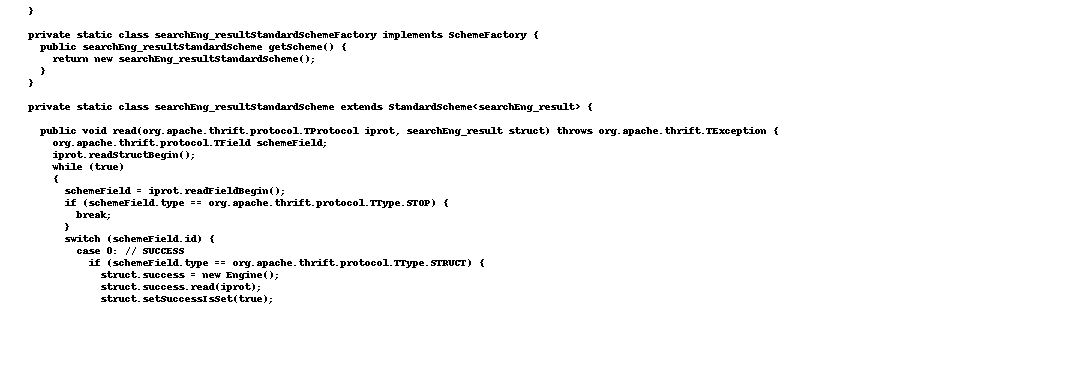 }
private static class searchEng_resultStandardSchemeFactory implements SchemeFactory {
public searchEng_resultStandardScheme getScheme() {
return new searchEng_resultStandardScheme();
}
}
private static class searchEng_resultStandardScheme extends StandardScheme<searchEng_result> {
public void read(org.apache.thrift.protocol.TProtocol iprot, searchEng_result struct) throws org.apache.thrift.TException {
org.apache.thrift.protocol.TField schemeField;
iprot.readStructBegin();
while (true)
{
schemeField = iprot.readFieldBegin();
if (schemeField.type == org.apache.thrift.protocol.TType.STOP) {
break;
}
switch (schemeField.id) {
case 0: // SUCCESS
if (schemeField.type == org.apache.thrift.protocol.TType.STRUCT) {
struct.success = new Engine();
struct.success.read(iprot);
struct.setSuccessIsSet(true);